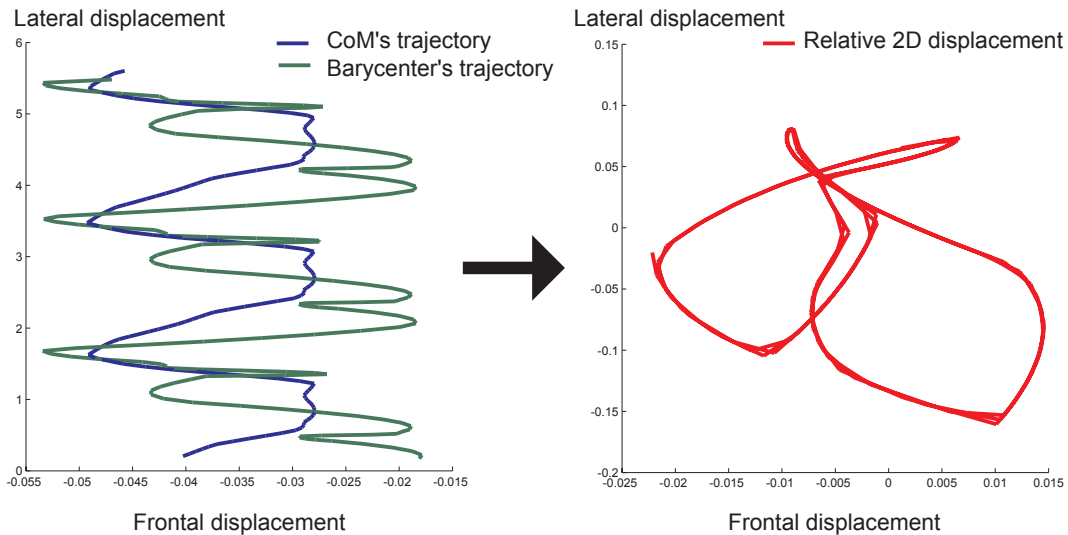 Lateral displacement
CoM's trajectory
Barycenter's trajectory
6
5
4
3
2
1
0
-0.055 -0.05 -0.045 -0.04 -0.035 -0.03 -0.025 -0.02 -0.015
Frontal displacement
Lateral displacement
Relative 2D displacement
0.15
0.1
0.05
0
-0.05
-0.1
-0.15
-0.2
-0.025 -0.02 -0.015 -0.01 -0.005 0 0.005 0.01 0.015
Frontal displacement